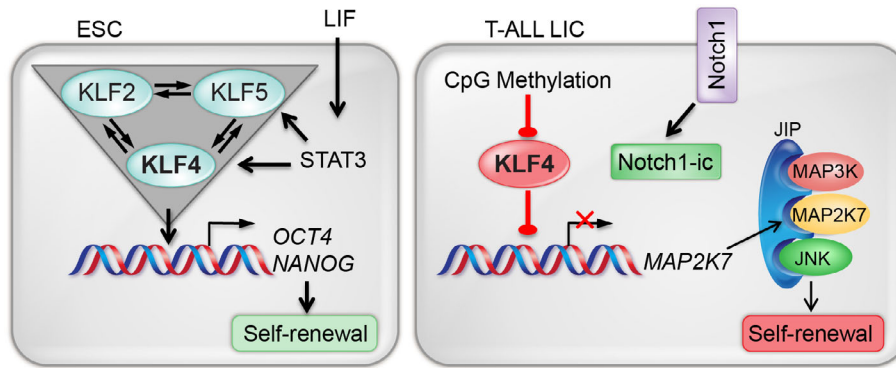 ESC
LIF
KLF2
KLF5
KLF4
STAT3
OCT4
NANOG
Self-renewal
T-ALL LIC
Notch1
CpG Methylation
KLF4
Notch1-ic
JIP
MAP3K
MAP2K7
JNK
MAP2K7
Self-renewal